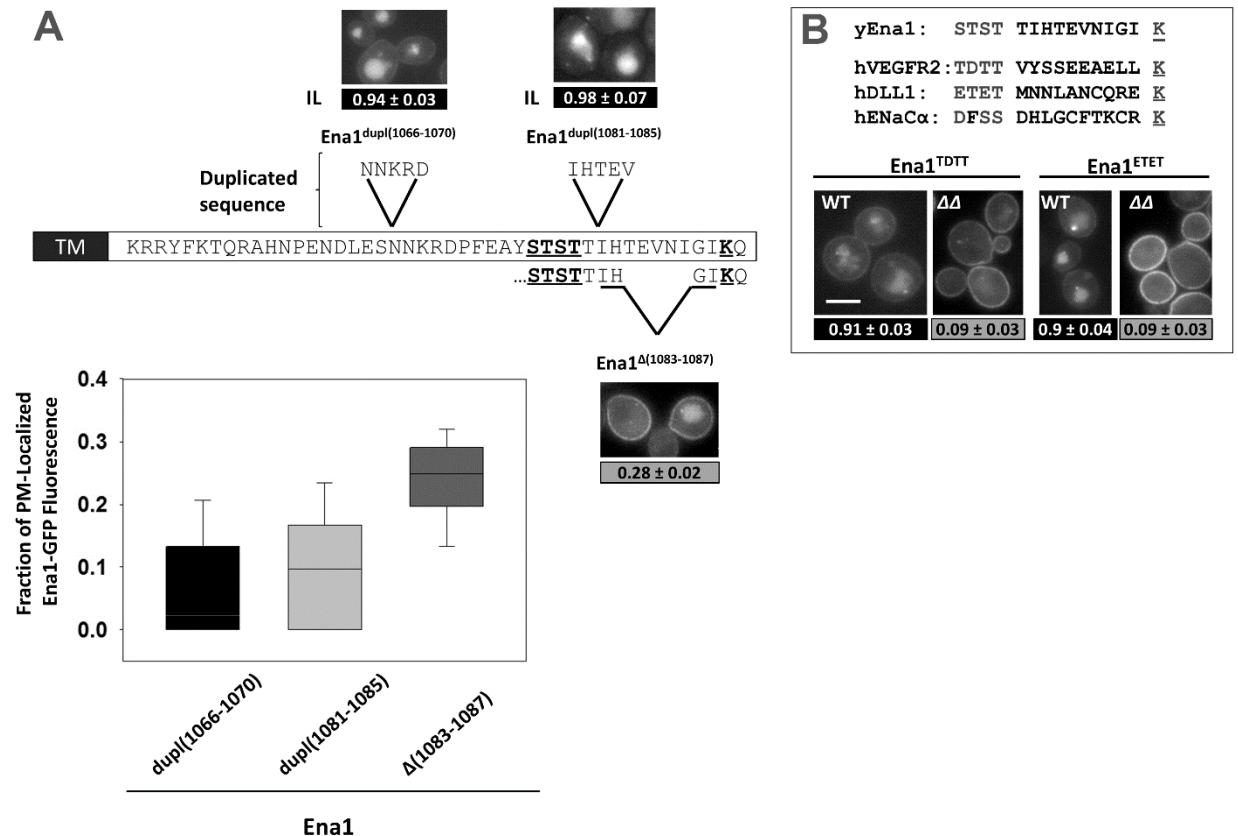 A
IL 0.94 ± 0.03
IL 0.98 ± 0.07
Ena1dupl(1066-1070)
Ena1dupl(1081-1085)
Duplicated sequence
NNKRD
IHTEV
TM KRRYFKTQRAHNPENDLESNNKRDPFEAYSTSTTIHTEVNIGIKQ
…STSTTIH GIKQ
Ena1Δ(1083-1087)
0.28 ± 0.02
Fraction of PM-Localized
Ena1-GFP Fluorescence
0.4
0.3
0.2
0.1
0.0
dupl(1066-1070)
dupl(1081-1085)
Δ(1083-1087)
Ena1
B
yEna1: STST TIHTEVNIGI K
hVEGFR2: TDTT VYSSEEAELL K
hDLL1: ETET MNNLANCQRE K
hENaCα: DFSS DHLGCFTKCR K
Ena1TDTT
Ena1ETET
WT ΔΔ WT ΔΔ
0.91 ± 0.03 0.09 ± 0.03 0.9 ± 0.04 0.09 ± 0.03